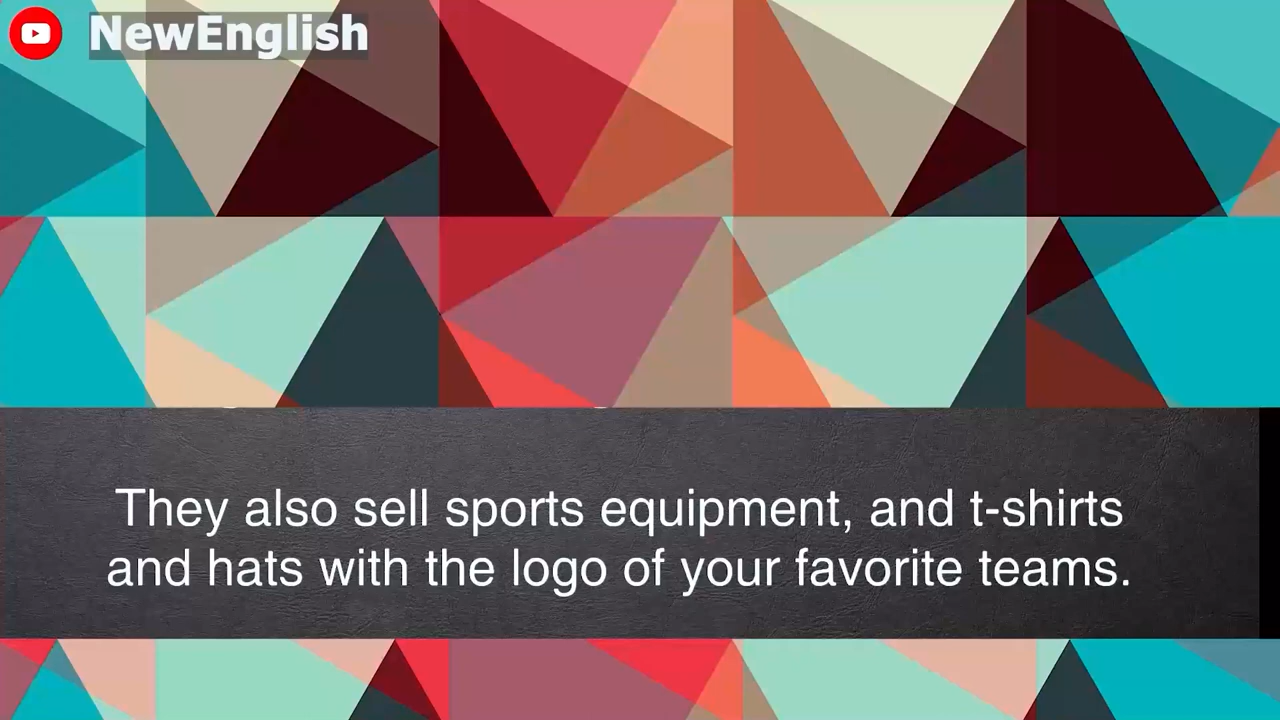 NewEnglish
They also sell sports equipment, and t-shirts
and hats with the logo of your favorite teams.